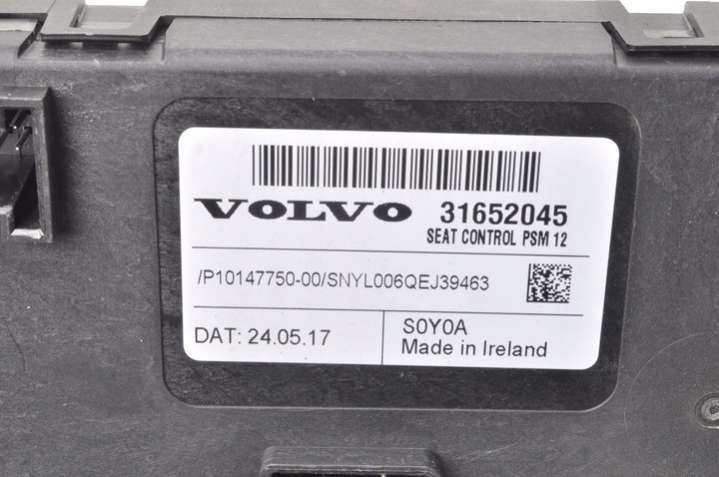 VOLVO 31652045
SEAT CONTROL PSM 12
/P10147750-00/SNYL006QEJ39463
DAT: 24.05.17
S0Y0A
Made in Ireland